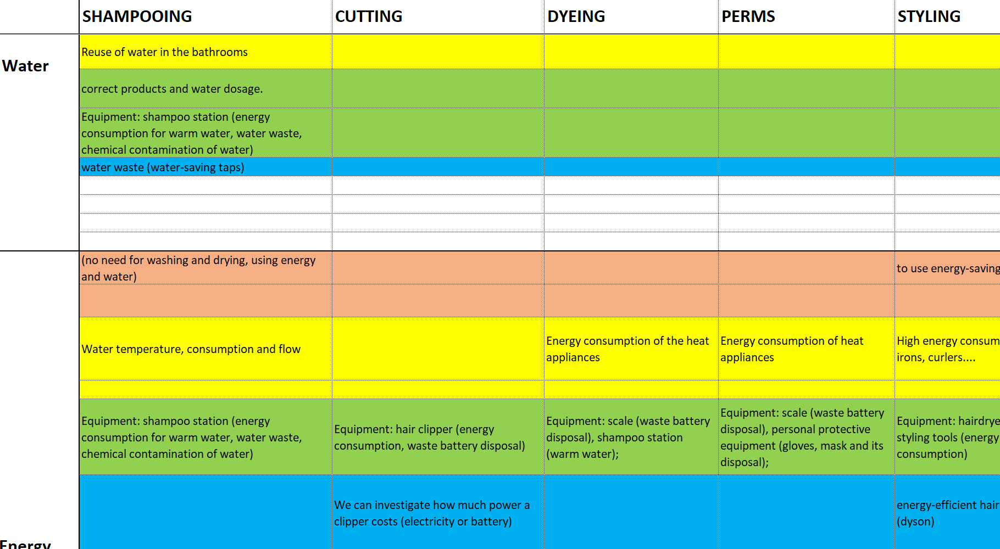 SHAMPOOING CUTTING DYEING PERMS STYLING
Water
Reuse of water in the bathrooms
correct products and water dosage.
Equipment: shampoo station (energy
consumption for warm water, water waste,
chemical contamination of water)
water waste (water-saving taps)
Energy
(no need for washing and drying, using energy
and water)
to use energy-saving
Water temperature, consumption and flow
Energy consumption of the heat
appliances
Energy consumption of heat
appliances
High energy consum
irons, curlers....
Equipment: shampoo station (energy
consumption for warm water, water waste,
chemical contamination of water)
Equipment: hair clipper (energy
consumption, waste battery disposal)
Equipment: scale (waste battery
disposal), shampoo station
(warm water);
Equipment: scale (waste battery
disposal), personal protective
equipment (gloves, mask and its
disposal);
Equipment: hairdrye
styling tools (energy
consumption)
We can investigate how much power a
clipper costs (electricity or battery)
energy-efficient hair
(dyson)